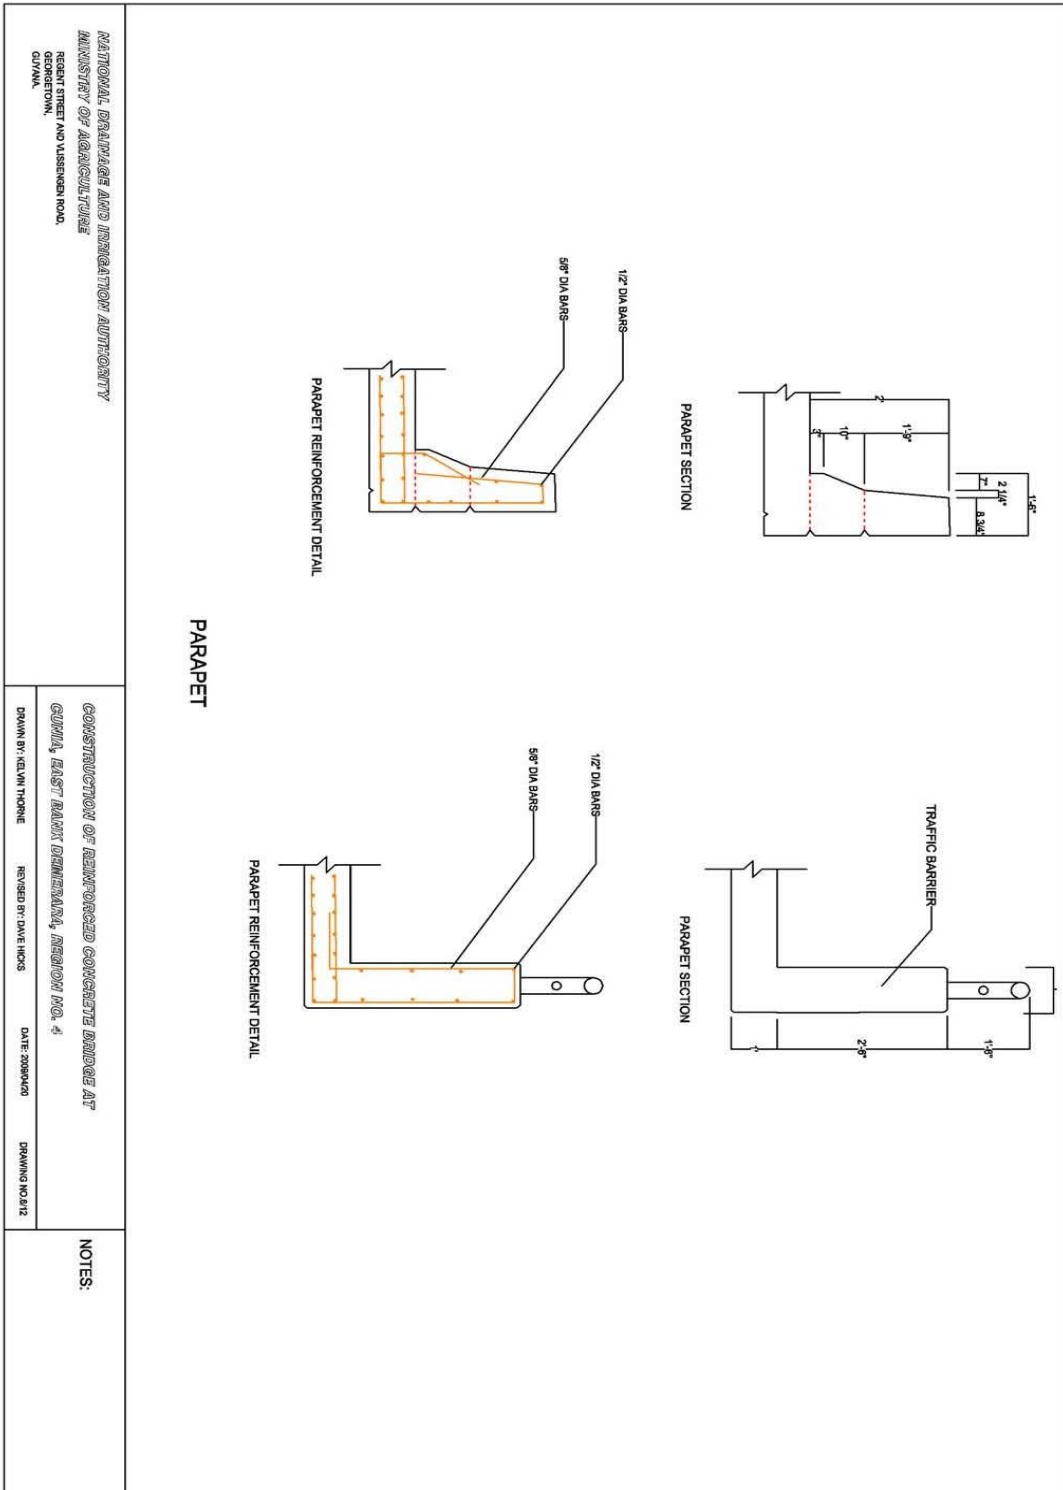 1'-6"
2 1/4"
7"
8 3/4"
2'
1'-9"
10"
3"
PARAPET SECTION
TRAFFIC BARRIER
1'-6"
2'-6"
1'
PARAPET SECTION
1/2" DIA BARS
5/8" DIA BARS
PARAPET REINFORCEMENT DETAIL
1/2" DIA BARS
5/8" DIA BARS
PARAPET REINFORCEMENT DETAIL
PARAPET
NATIONAL DRAINAGE AND IRRIGATION AUTHORITY
MINISTRY OF AGRICULTURE
REGENT STREET AND VLISSENGEN ROAD,
GEORGETOWN,
GUYANA.
CONSTRUCTION OF REINFORCED CONCRETE BRIDGE AT
CUNIA, EAST BANK DEMERARA, REGION NO. 4
DRAWN BY: KELVIN THORNE REVISED BY: DAVE HICKS DATE: 2009/04/20 DRAWING NO.8/12
NOTES: